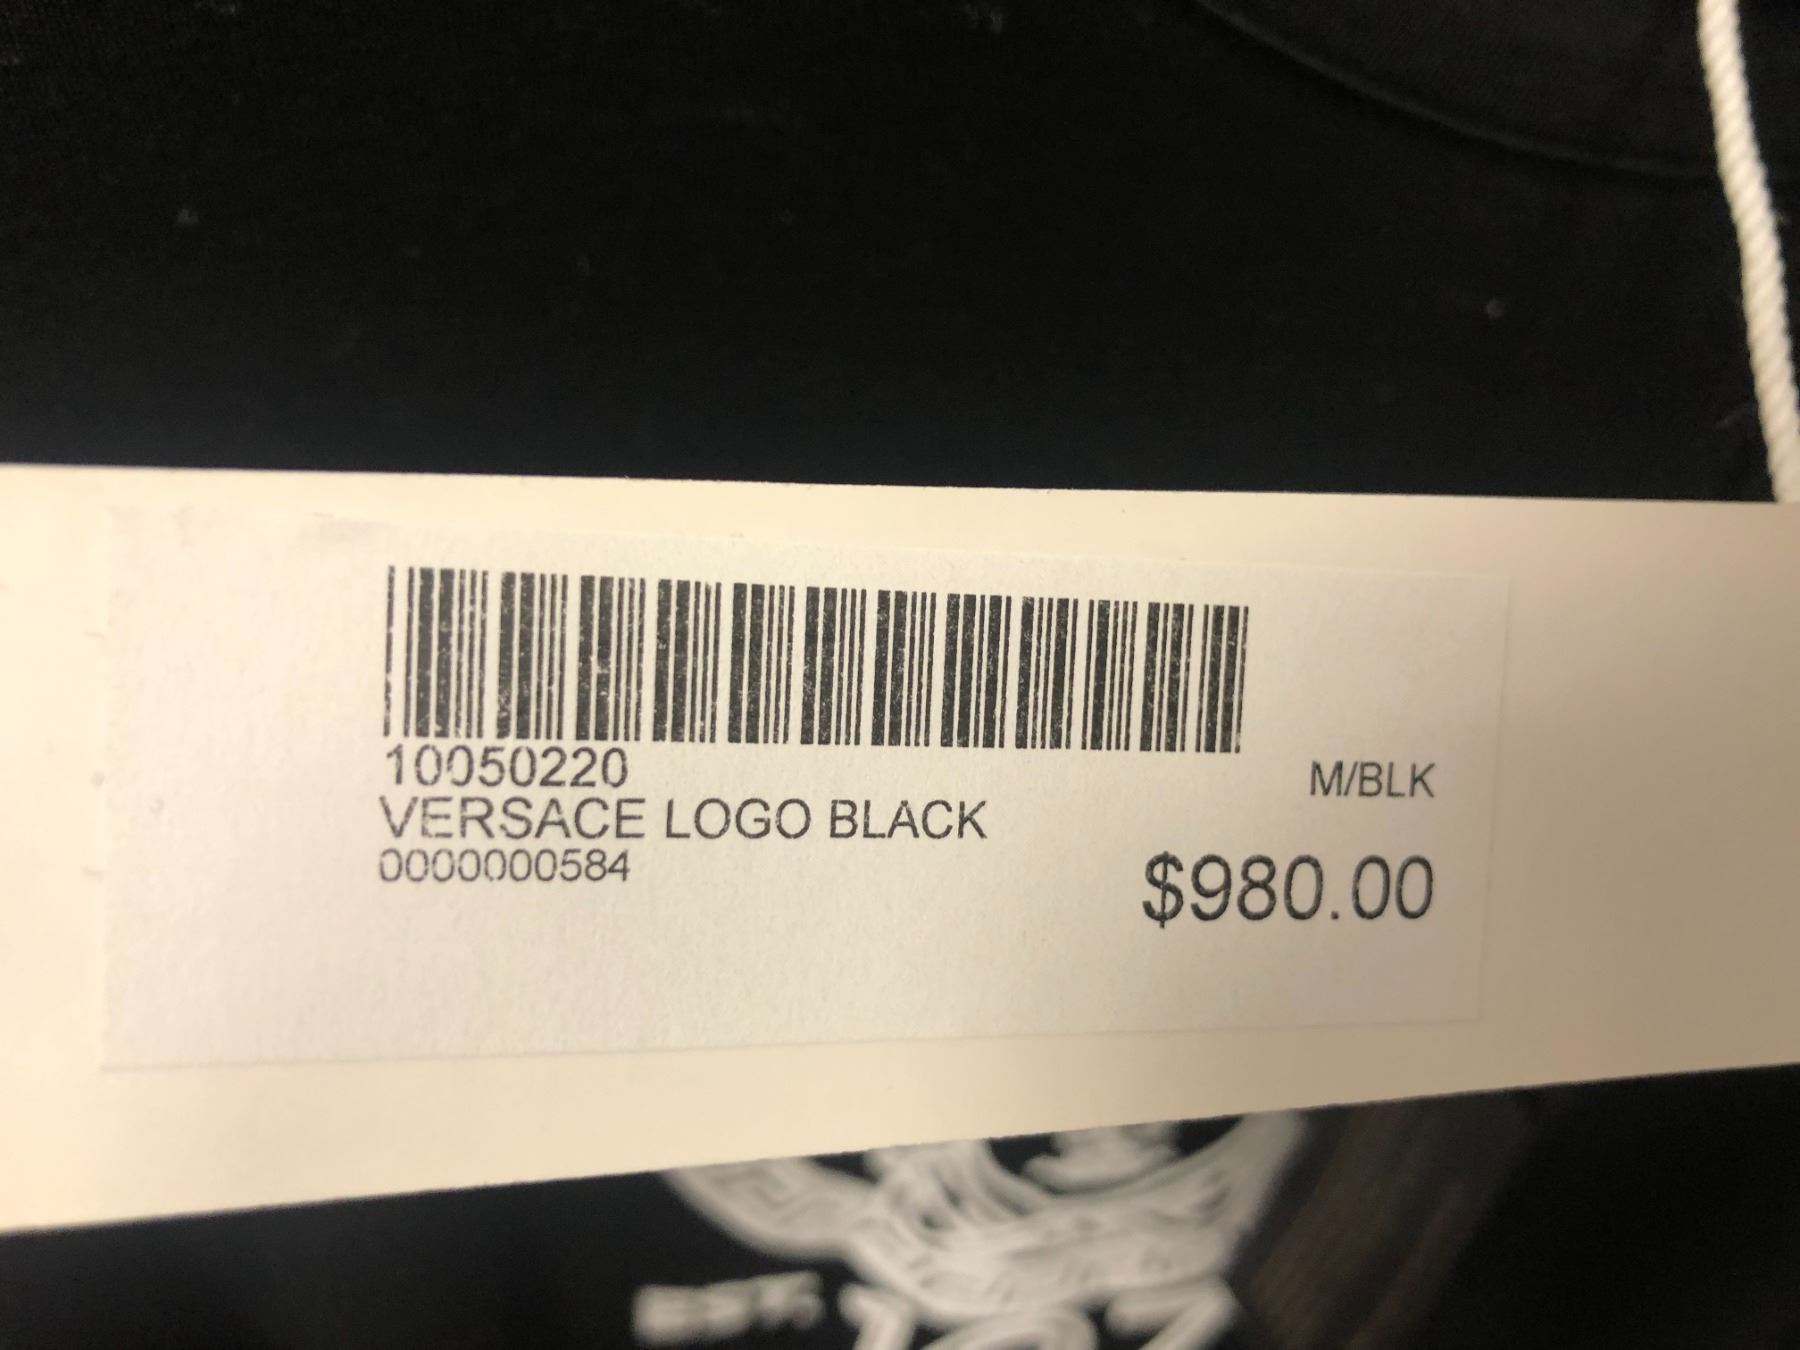 10050220
M/BLK
VERSACE LOGO BLACK
0000000584
$980.00